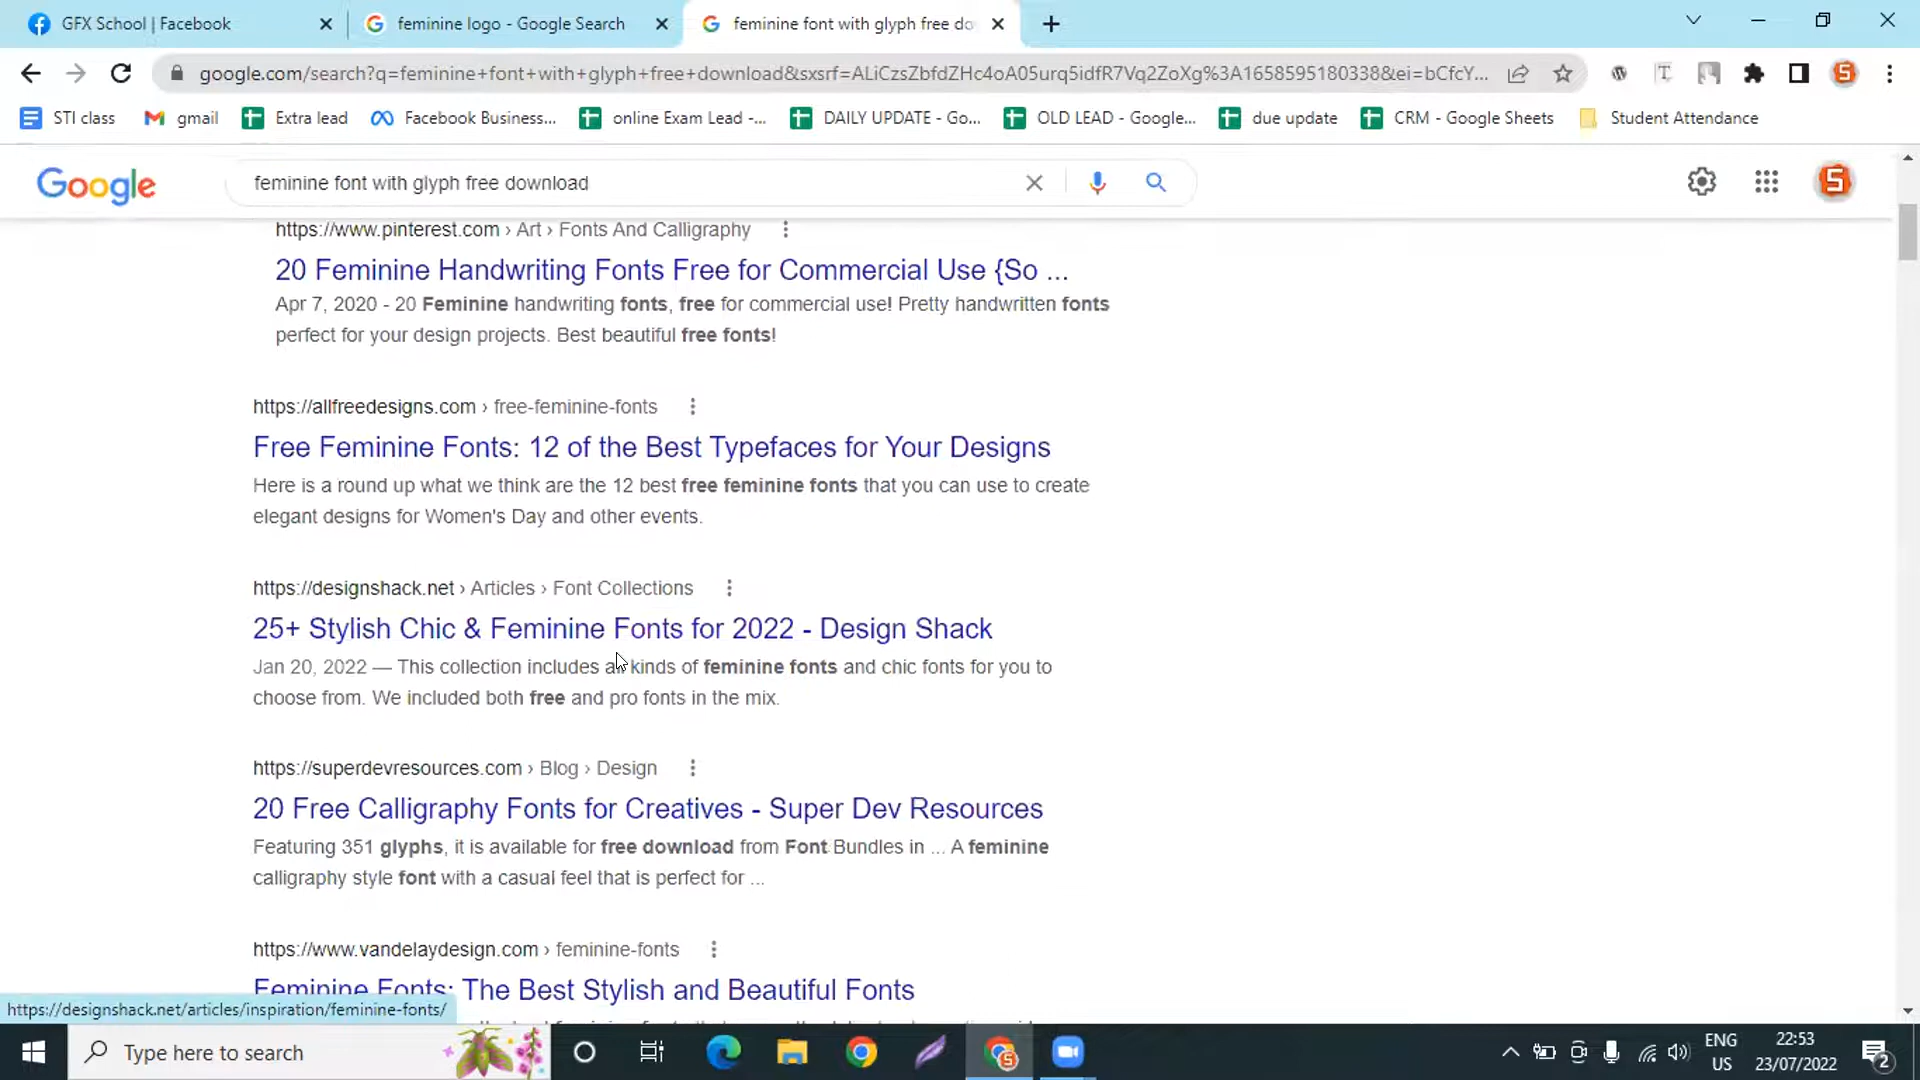 GFX School | Facebook
feminine logo - Google Search
feminine font with glyph free do
google.com/search?q=feminine+font+with+glyph+free+download&sxsrf=ALiCzsZbfdZHc4oA05urq5idfR7Vq2ZoXg%3A1658595180338&ei=bCfcY...
STI class
gmail
Extra lead
Facebook Business...
online Exam Lead -...
DAILY UPDATE - Go...
OLD LEAD - Google...
due update
CRM - Google Sheets
Student Attendance
Google
feminine font with glyph free download
https://www.pinterest.com › Art › Fonts And Calligraphy
20 Feminine Handwriting Fonts Free for Commercial Use {So ...
Apr 7, 2020 - 20 Feminine handwriting fonts, free for commercial use! Pretty handwritten fonts
perfect for your design projects. Best beautiful free fonts!
https://allfreedesigns.com › free-feminine-fonts
Free Feminine Fonts: 12 of the Best Typefaces for Your Designs
Here is a round up what we think are the 12 best free feminine fonts that you can use to create
elegant designs for Women's Day and other events.
https://designshack.net › Articles › Font Collections
25+ Stylish Chic & Feminine Fonts for 2022 - Design Shack
Jan 20, 2022 — This collection includes all kinds of feminine fonts and chic fonts for you to
choose from. We included both free and pro fonts in the mix.
https://superdevresources.com › Blog › Design
20 Free Calligraphy Fonts for Creatives - Super Dev Resources
Featuring 351 glyphs, it is available for free download from Font Bundles in ... A feminine
calligraphy style font with a casual feel that is perfect for ...
https://www.vandelaydesign.com › feminine-fonts
Feminine Fonts: The Best Stylish and Beautiful Fonts
https://designshack.net/articles/inspiration/feminine-fonts/
Type here to search
ENG
US
22:53
23/07/2022
2